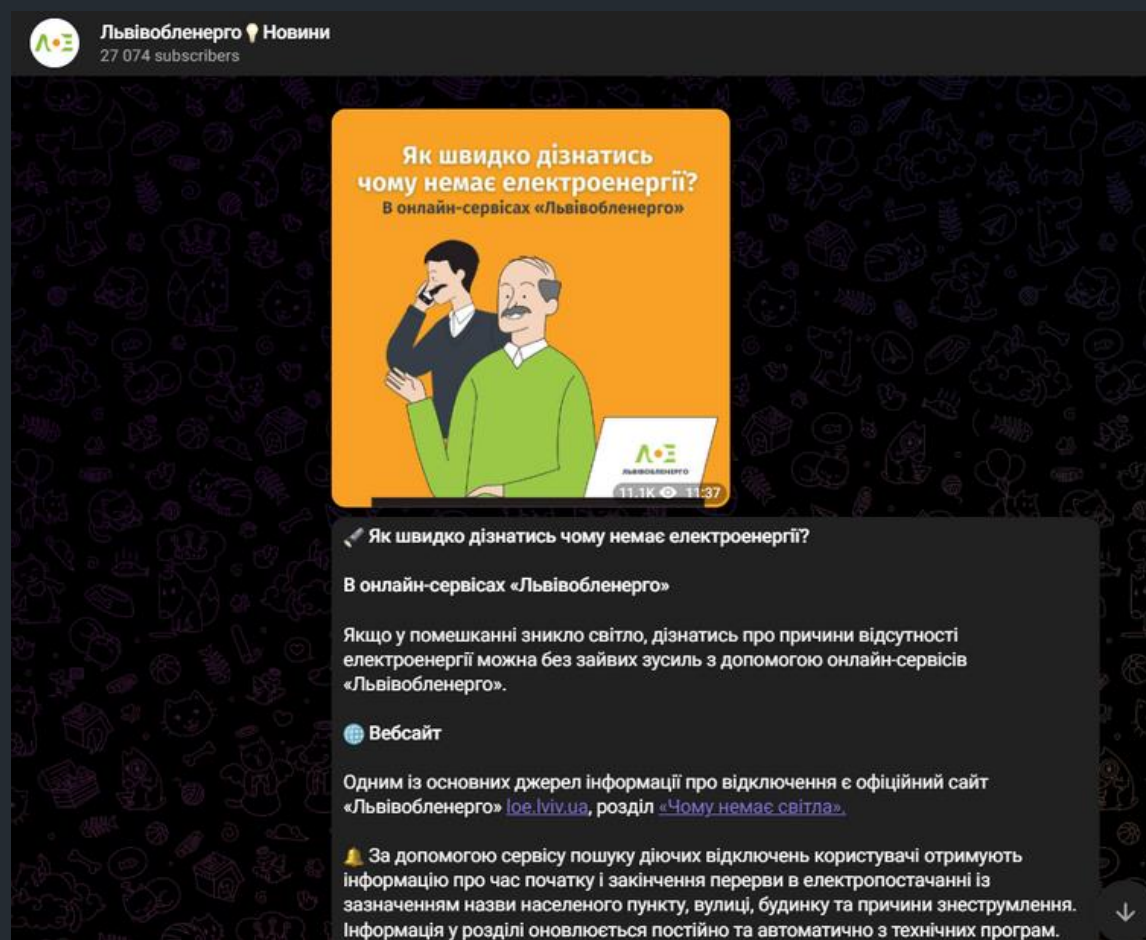 Львівобленерго💡Новини
27 074 subscribers
Як швидко дізнатись
чому немає електроенергії?
В онлайн-сервісах «Львівобленерго»
ЛОЕ
ЛЬВІВОБЛЕНЕРГО
11.1K 11:37
Як швидко дізнатись чому немає електроенергії?
В онлайн-сервісах «Львівобленерго»
Якщо у помешканні зникло світло, дізнатись про причини відсутності
електроенергії можна без зайвих зусиль з допомогою онлайн-сервісів
«Львівобленерго».
🌐 Вебсайт
Одним із основних джерел інформації про відключення є офіційний сайт
«Львівобленерго» loe.lviv.ua, розділ «Чому немає світла».
🔔 За допомогою сервісу пошуку діючих відключень користувачі отримують
інформацію про час початку і закінчення перерви в електропостачанні із
зазначенням назви населеного пункту, вулиці, будинку та причини знеструмлення.
Інформація у розділі оновлюється постійно та автоматично з технічних програм.